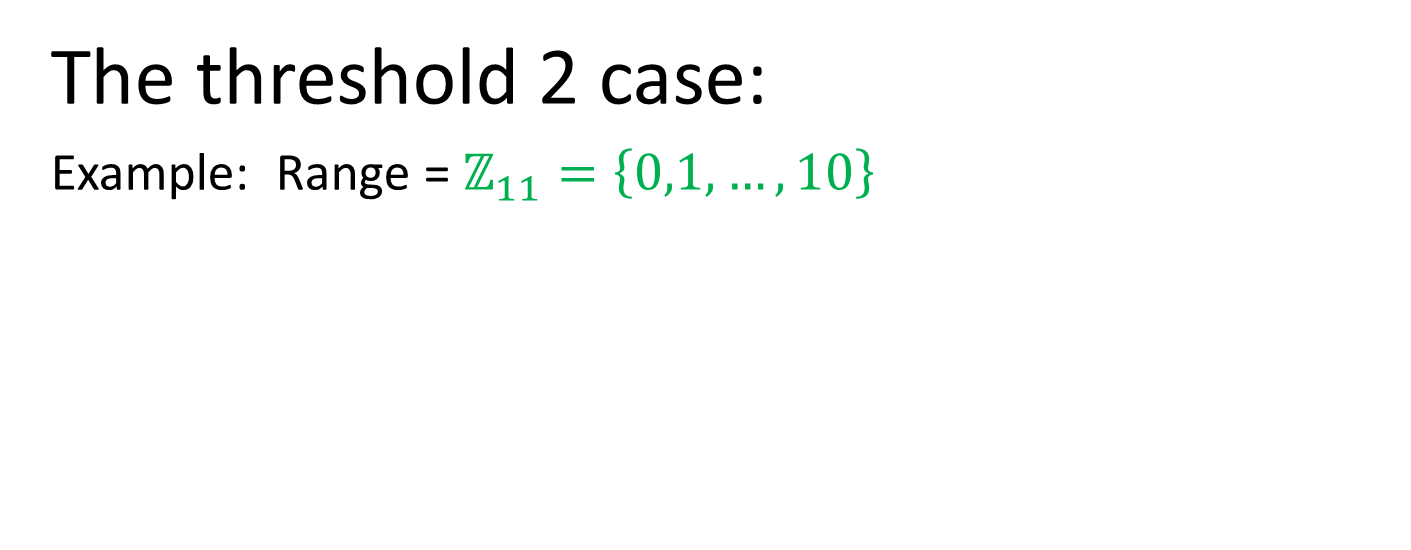 The threshold 2 case:
Example: Range = ℤ₁₁ = {0,1, … , 10}